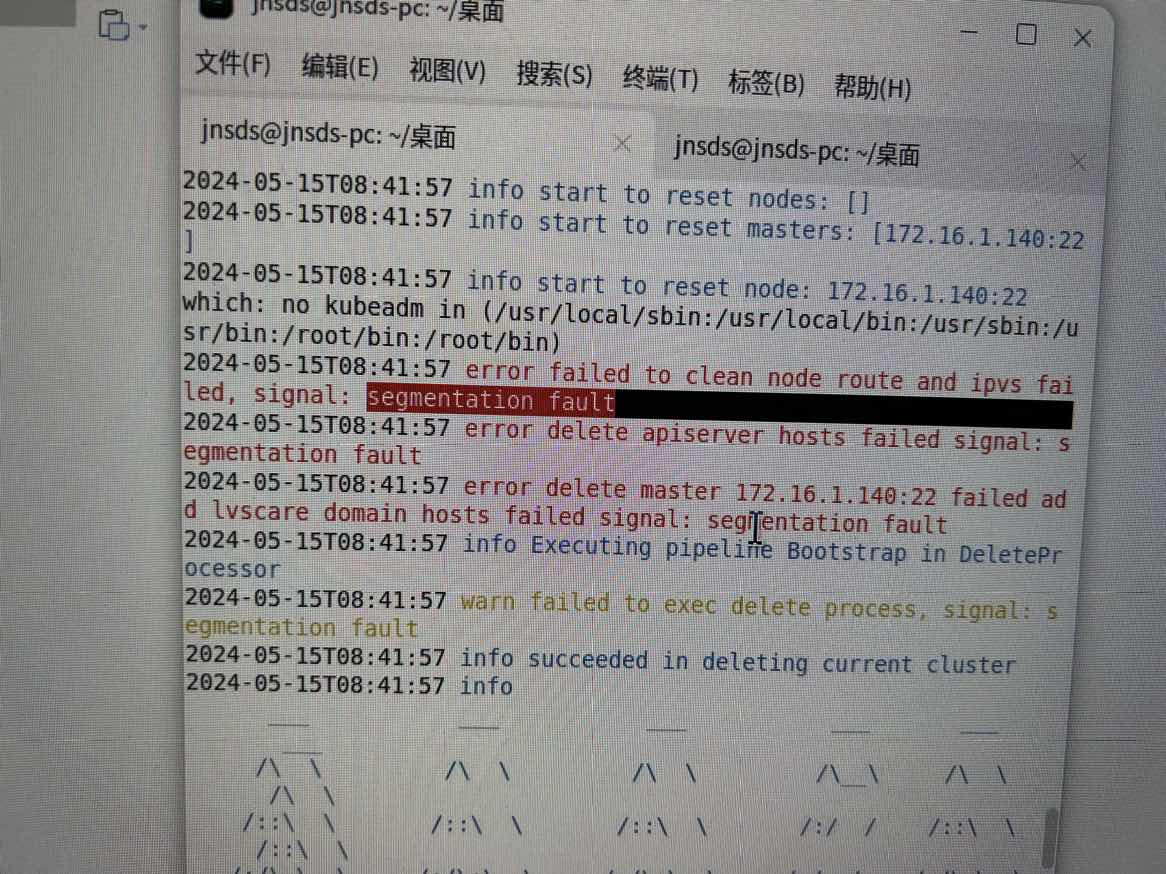 jnsds@jnsds-pc: ~/桌面
文件(F) 编辑(E) 视图(V) 搜索(S) 终端(T) 标签(B) 帮助(H)
jnsds@jnsds-pc: ~/桌面
jnsds@jnsds-pc: ~/桌面
2024-05-15T08:41:57 info start to reset nodes: []
2024-05-15T08:41:57 info start to reset masters: [172.16.1.140:22
]
2024-05-15T08:41:57 info start to reset node: 172.16.1.140:22
which: no kubeadm in (/usr/local/sbin:/usr/local/bin:/usr/sbin:/u
sr/bin:/root/bin:/root/bin)
2024-05-15T08:41:57 error failed to clean node route and ipvs fai
led, signal: segmentation fault
2024-05-15T08:41:57 error delete apiserver hosts failed signal: s
egmentation fault
2024-05-15T08:41:57 error delete master 172.16.1.140:22 failed ad
d lvscare domain hosts failed signal: segmentation fault
2024-05-15T08:41:57 info Executing pipeline Bootstrap in DeletePr
ocessor
2024-05-15T08:41:57 warn failed to exec delete process, signal: s
egmentation fault
2024-05-15T08:41:57 info succeeded in deleting current cluster
2024-05-15T08:41:57 info